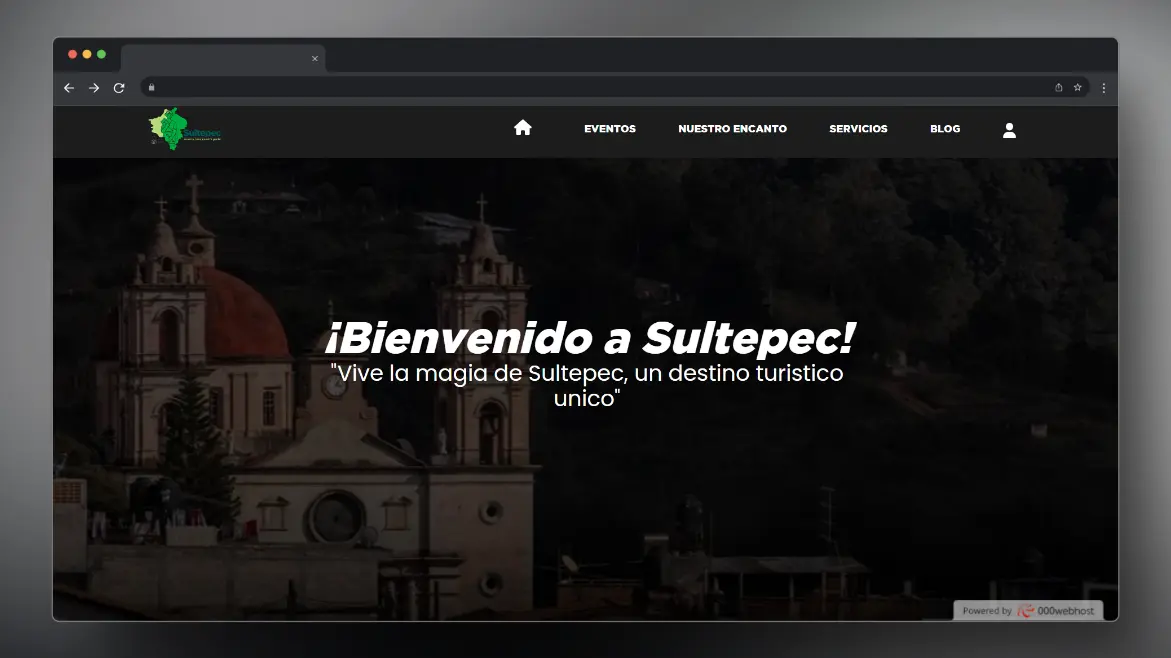 Sultepec
EVENTOS
NUESTRO ENCANTO
SERVICIOS
BLOG
¡Bienvenido a Sultepec!
"Vive la magia de Sultepec, un destino turistico
unico"
Powered by 000webhost